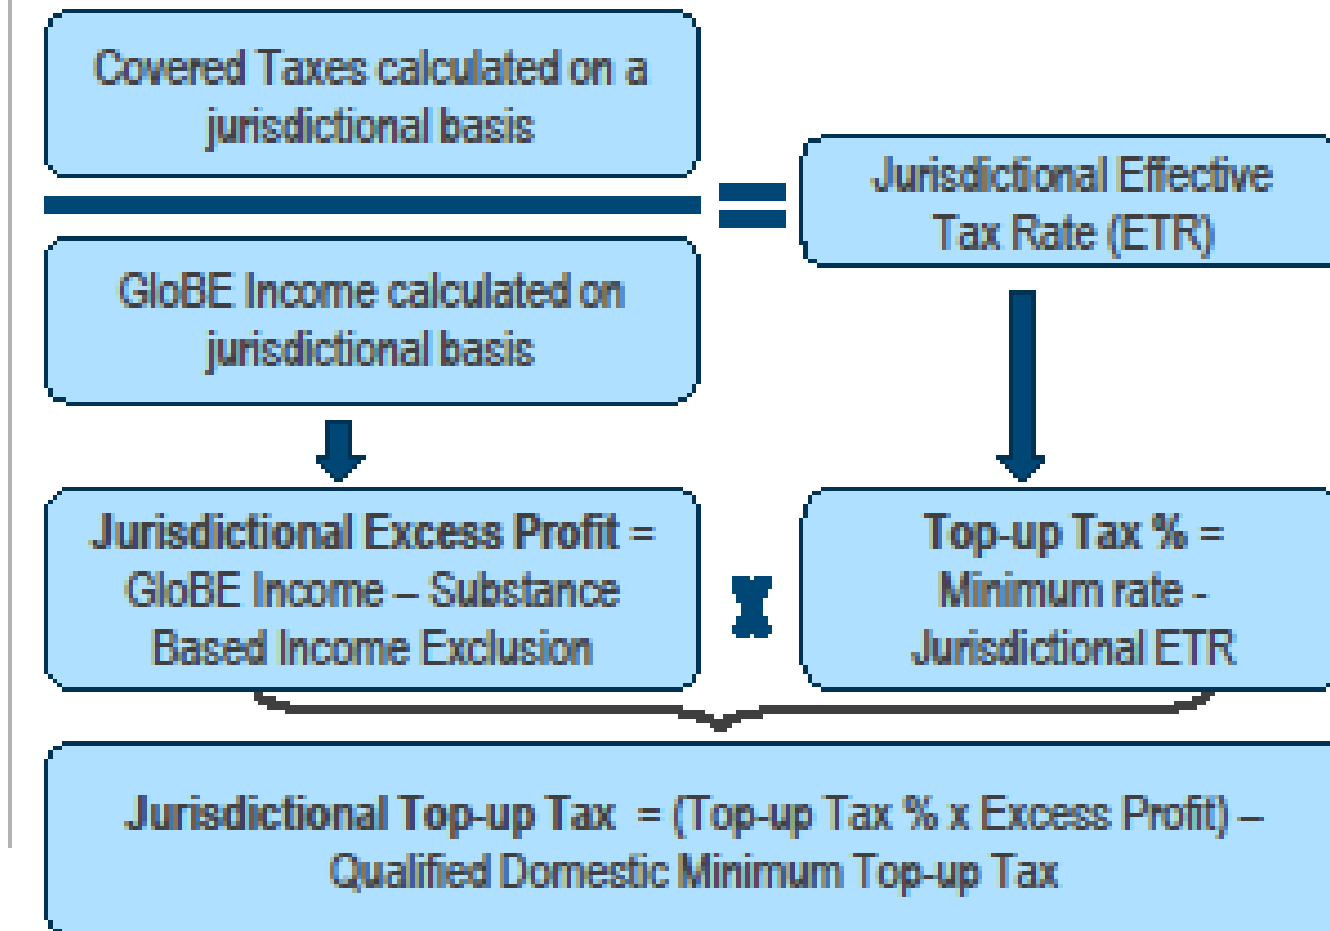 Covered Taxes calculated on a
jurisdictional basis
Jurisdictional Effective
Tax Rate (ETR)
GloBE Income calculated on
jurisdictional basis
Jurisdictional Excess Profit =
GloBE Income – Substance
Based Income Exclusion
x
Top-up Tax % =
Minimum rate -
Jurisdictional ETR
Jurisdictional Top-up Tax = (Top-up Tax % x Excess Profit) –
Qualified Domestic Minimum Top-up Tax